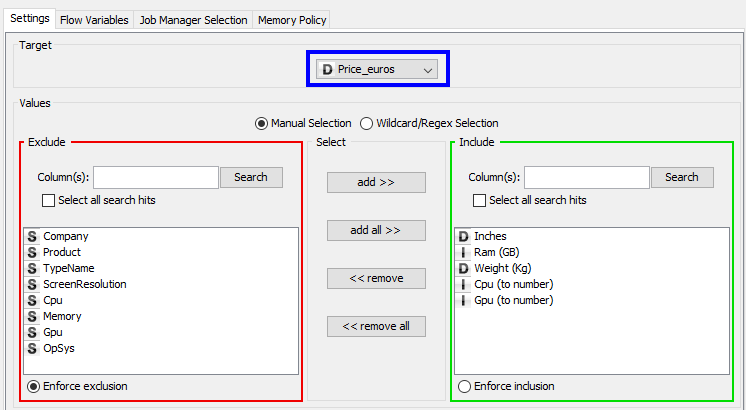 Settings Flow Variables Job Manager Selection Memory Policy
Target
D Price_euros
Values
Manual Selection Wildcard/Regex Selection
Exclude
Column(s): Search
Select all search hits
S Company
S Product
S TypeName
S ScreenResolution
S Cpu
S Memory
S Gpu
S OpSys
Enforce exclusion
Select
add >>
add all >>
<< remove
<< remove all
Include
Column(s): Search
Select all search hits
D Inches
I Ram (GB)
D Weight (Kg)
I Cpu (to number)
I Gpu (to number)
Enforce inclusion